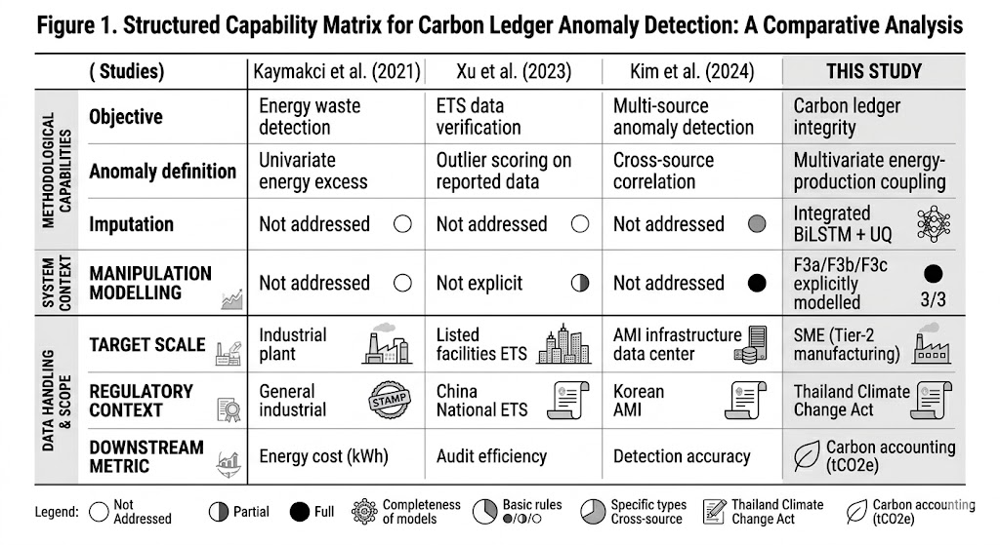 Figure 1. Structured Capability Matrix for Carbon Ledger Anomaly Detection: A Comparative Analysis
( Studies) Kaymakci et al. (2021) Xu et al. (2023) Kim et al. (2024) THIS STUDY
METHODOLOGICAL
CAPABILITIES
Objective
Energy waste
detection
ETS data
verification
Multi-source
anomaly detection
Carbon ledger
integrity
Anomaly definition
Univariate
energy excess
Outlier scoring on
reported data
Cross-source
correlation
Multivariate energy-
production coupling
Imputation
Not addressed
Not addressed
Not addressed
Integrated
BiLSTM + UQ
SYSTEM
CONTEXT
MANIPULATION
MODELLING
Not addressed
Not explicit
Not addressed
F3a/F3b/F3c
explicitly
modelled
3/3
DATA HANDLING
& SCOPE
TARGET SCALE
Industrial
plant
Listed
facilities ETS
AMI infrastructure
data center
SME (Tier-2
manufacturing)
REGULATORY
CONTEXT
General
industrial
STAMP
China
National ETS
Korean
AMI
Thailand Climate
Change Act
DOWNSTREAM
METRIC
Energy cost (kWh)
Audit efficiency
Detection accuracy
Carbon accounting
(tCO2e)
Legend:
Not
Addressed
Partial
Full
Completeness
of models
Basic rules
Specific types
Cross-source
Thailand Climate
Change Act
Carbon accounting
(tCO2e)